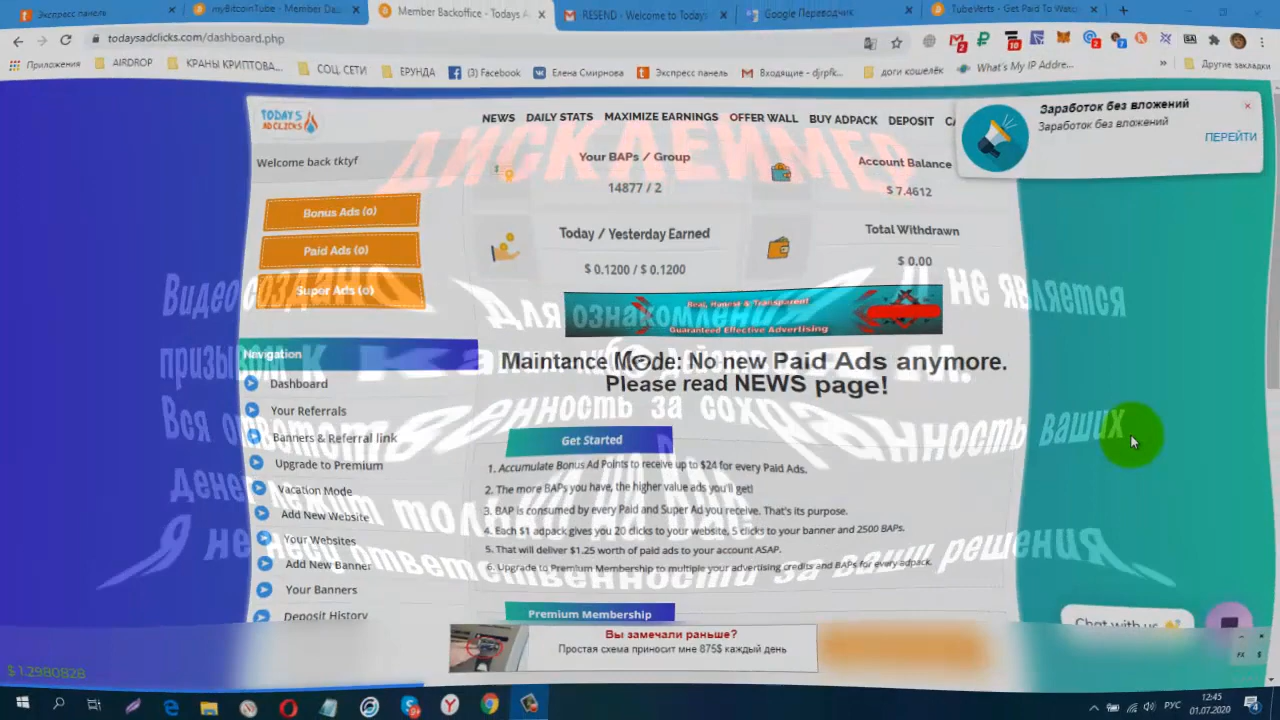 Экспресс панеле
myBitcoinTube - Member Da
Member Backoffice - Todays A
RESEND - Welcome to Todays
Google Переводчик
TubeVerts - Get Paid To Watc
todaysadclicks.com/dashboard.php
Приложения
AIRDROP
КРАНЫ КРИПТОВА...
СОЦ. СЕТИ
ЕРУНДА
(3) Facebook
Елена Смирнова
Экспресс панель
Входящие - djrpfk...
доги кошелёк
What's My IP Addre...
Другие закладки
TODAYS
AD CLICKS
NEWS DAILY STATS MAXIMIZE EARNINGS OFFER WALL BUY ADPACK DEPOSIT
Заработок без вложений
Заработок без вложений
ПЕРЕЙТИ
ДИСКЛЕЙМЕР
Welcome back tktyf
Your BAPs / Group
14877 / 2
Account Balance
$ 7.4612
Bonus Ads (0)
Paid Ads (0)
Super Ads (0)
Today / Yesterday Earned
$ 0.1200 / $ 0.1200
Total Withdrawn
$ 0.00
Видео создано Для ознакомления И не является
Real, Honest & Transparent
Guaranteed Effective Advertising
призывом к
Maintance Mode: No new Paid Ads anymore.
Please read NEWS page!
Вся ответственность за сохранность ваших
денег лежит только на вас
Я не несу ответственности за ваши решения.
Navigation
Dashboard
Your Referrals
Banners & Referral link
Upgrade to Premium
Vacation Mode
Add New Website
Your Websites
Add New Banner
Your Banners
Deposit History
Get Started
1. Accumulate Bonus Ad Points to receive up to $24 for every Paid Ads.
2. The more BAPs you have, the higher value ads you'll get!
3. BAP is consumed by every Paid and Super Ad you receive. That's its purpose.
4. Each $1 adpack gives you 20 clicks to your website, 5 clicks to your banner and 2500 BAPs.
5. That will deliver $1.25 worth of paid ads to your account ASAP.
6. Upgrade to Premium Membership to multiple your advertising credits and BAPs for every adpack.
Premium Membership
Chat with us
Вы замечали раньше?
Простая схема приносит мне 875$ каждый день
$ 1.2980828
FX $
РУС
12:45
01.07.2020